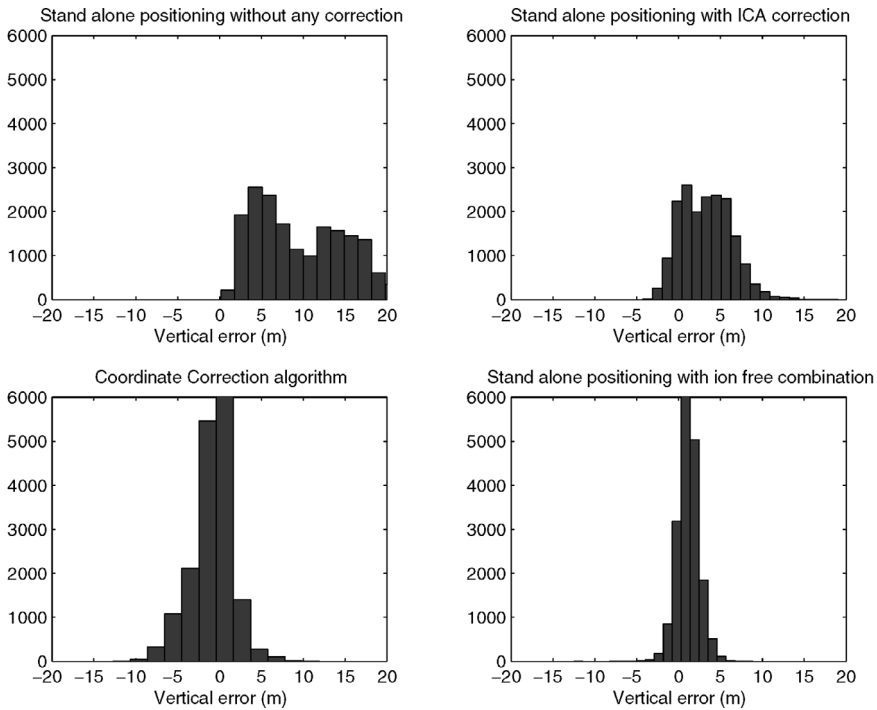 Stand alone positioning without any correction
6000
5000
4000
3000
2000
1000
0
−20 −15 −10 −5 0 5 10 15 20
Vertical error (m)
Stand alone positioning with ICA correction
6000
5000
4000
3000
2000
1000
0
−20 −15 −10 −5 0 5 10 15 20
Vertical error (m)
Coordinate Correction algorithm
6000
5000
4000
3000
2000
1000
0
−20 −15 −10 −5 0 5 10 15 20
Vertical error (m)
Stand alone positioning with ion free combination
6000
5000
4000
3000
2000
1000
0
−20 −15 −10 −5 0 5 10 15 20
Vertical error (m)